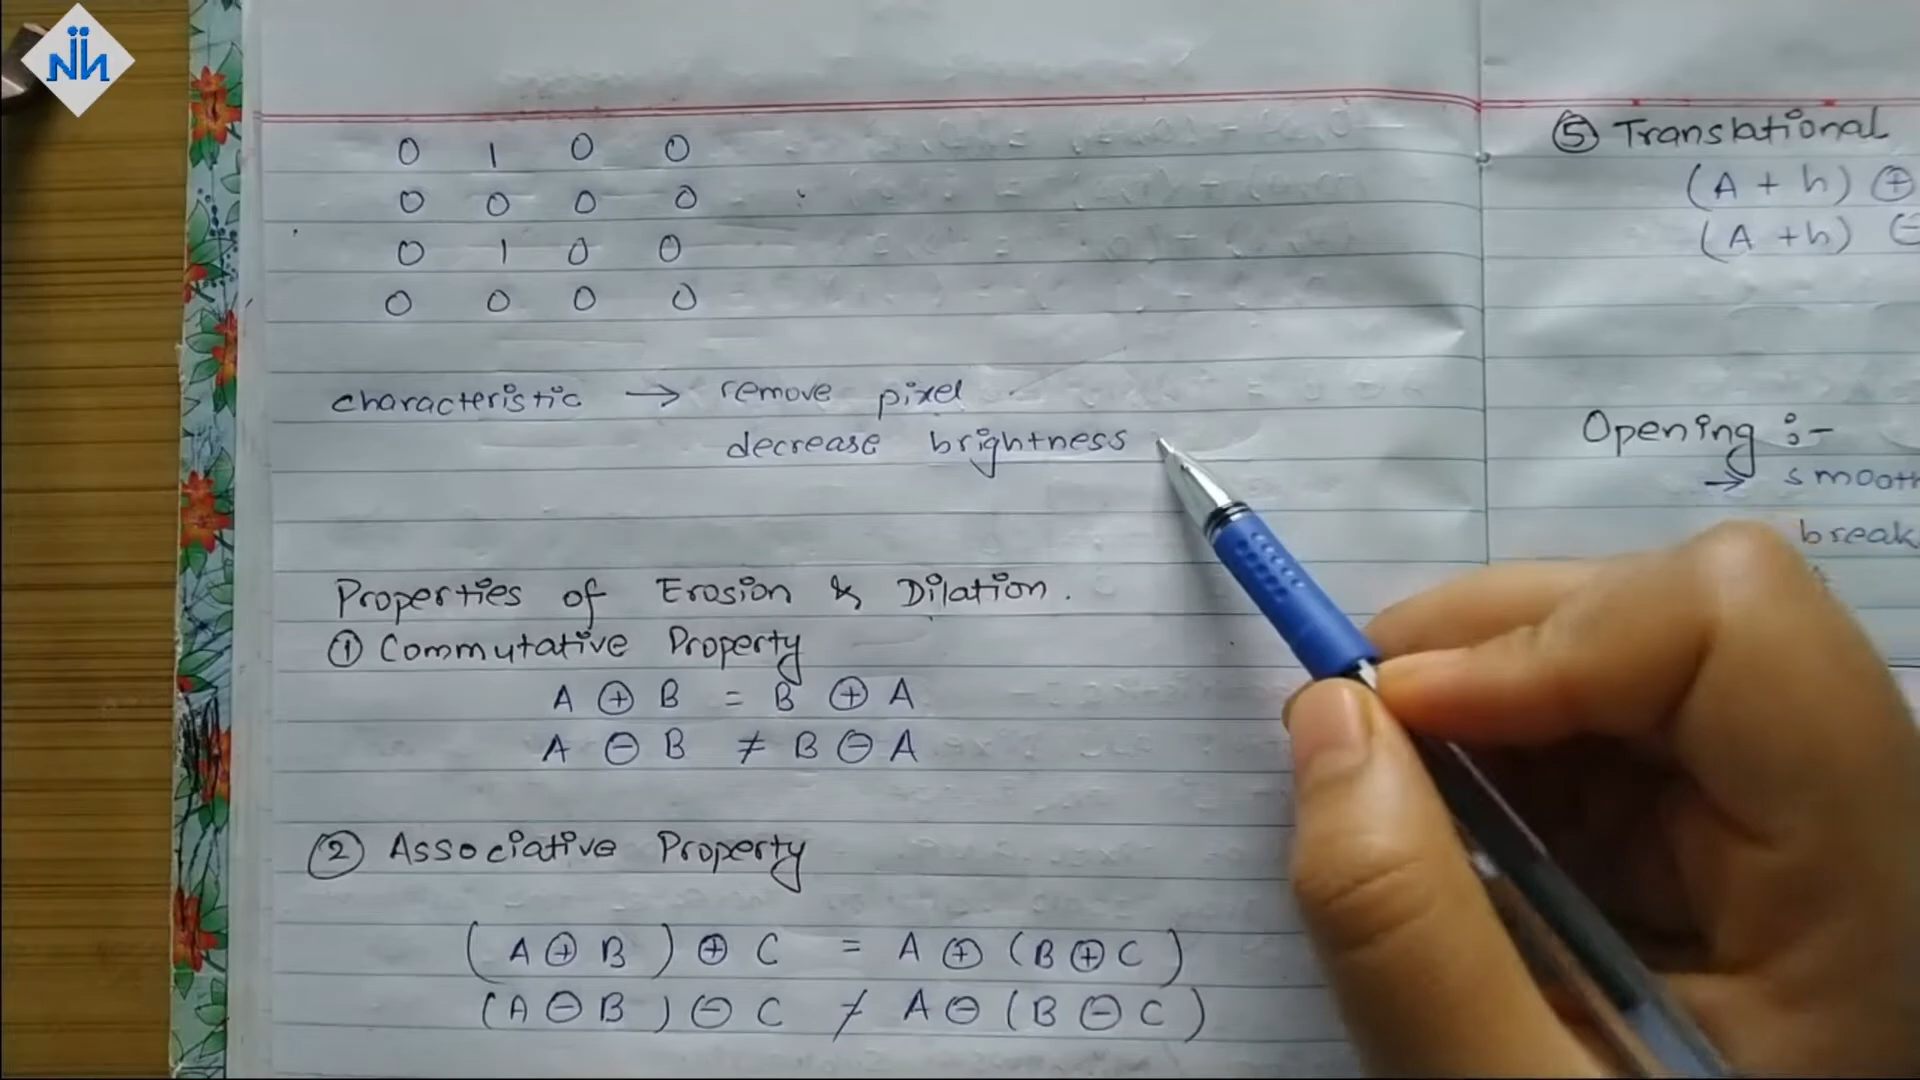 0 1 0 0
0 0 0 0
0 1 0 0
0 0 0 0
characteristic → remove pixel
decrease brightness
Properties of Erosion & Dilation.
① Commutative Property
A ⊕ B = B ⊕ A
A ⊖ B ≠ B ⊖ A
② Associative Property
(A ⊕ B) ⊕ C = A ⊕ (B ⊕ C)
(A ⊖ B) ⊖ C ≠ A ⊖ (B ⊖ C)
⑤ Translational
(A + h) ⊕
(A + h) ⊖
Opening :-
→ smooth
break